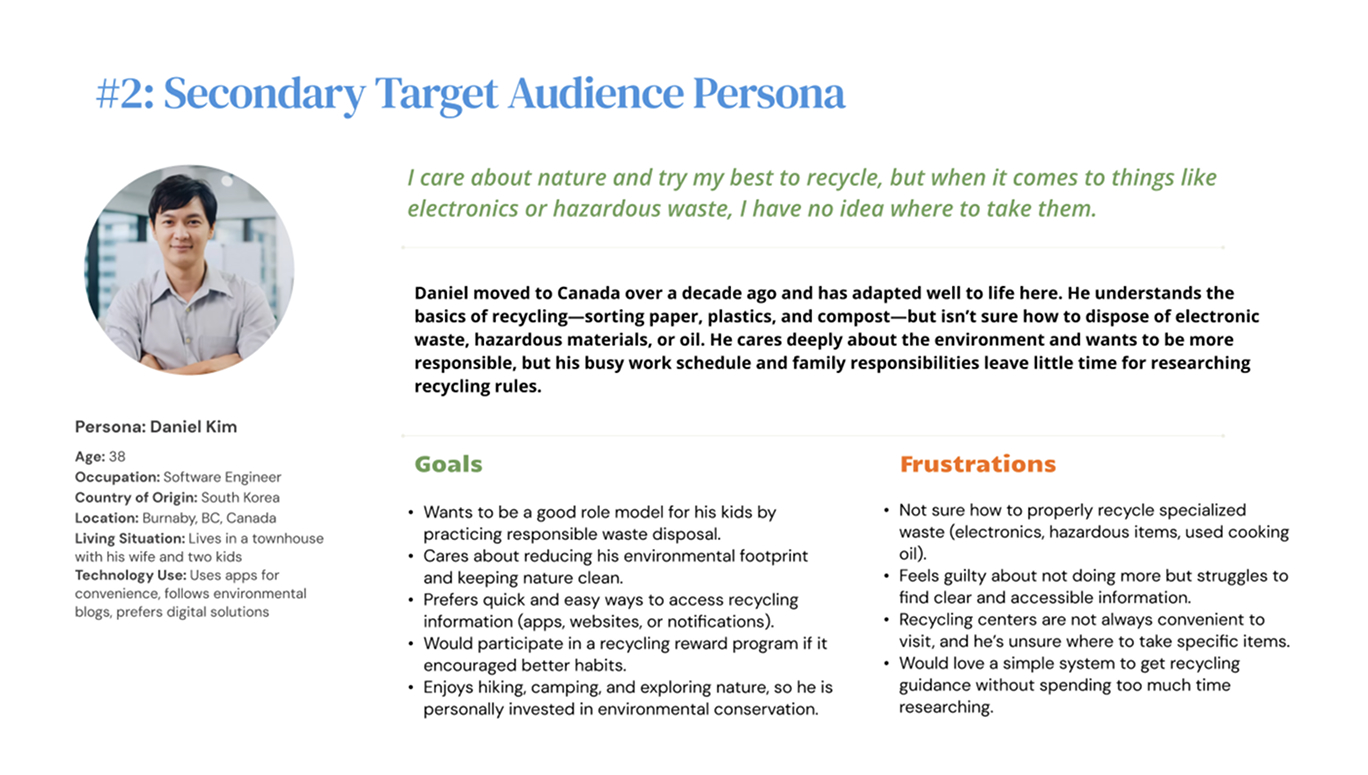 #2: Secondary Target Audience Persona
I care about nature and try my best to recycle, but when it comes to things like
electronics or hazardous waste, I have no idea where to take them.
Daniel moved to Canada over a decade ago and has adapted well to life here. He understands the
basics of recycling—sorting paper, plastics, and compost—but isn’t sure how to dispose of electronic
waste, hazardous materials, or oil. He cares deeply about the environment and wants to be more
responsible, but his busy work schedule and family responsibilities leave little time for researching
recycling rules.
Persona: Daniel Kim
Age: 38
Occupation: Software Engineer
Country of Origin: South Korea
Location: Burnaby, BC, Canada
Living Situation: Lives in a townhouse
with his wife and two kids
Technology Use: Uses apps for
convenience, follows environmental
blogs, prefers digital solutions
Goals
• Wants to be a good role model for his kids by
practicing responsible waste disposal.
• Cares about reducing his environmental footprint
and keeping nature clean.
• Prefers quick and easy ways to access recycling
information (apps, websites, or notifications).
• Would participate in a recycling reward program if it
encouraged better habits.
• Enjoys hiking, camping, and exploring nature, so he is
personally invested in environmental conservation.
Frustrations
• Not sure how to properly recycle specialized
waste (electronics, hazardous items, used cooking
oil).
• Feels guilty about not doing more but struggles to
find clear and accessible information.
• Recycling centers are not always convenient to
visit, and he’s unsure where to take specific items.
• Would love a simple system to get recycling
guidance without spending too much time
researching.